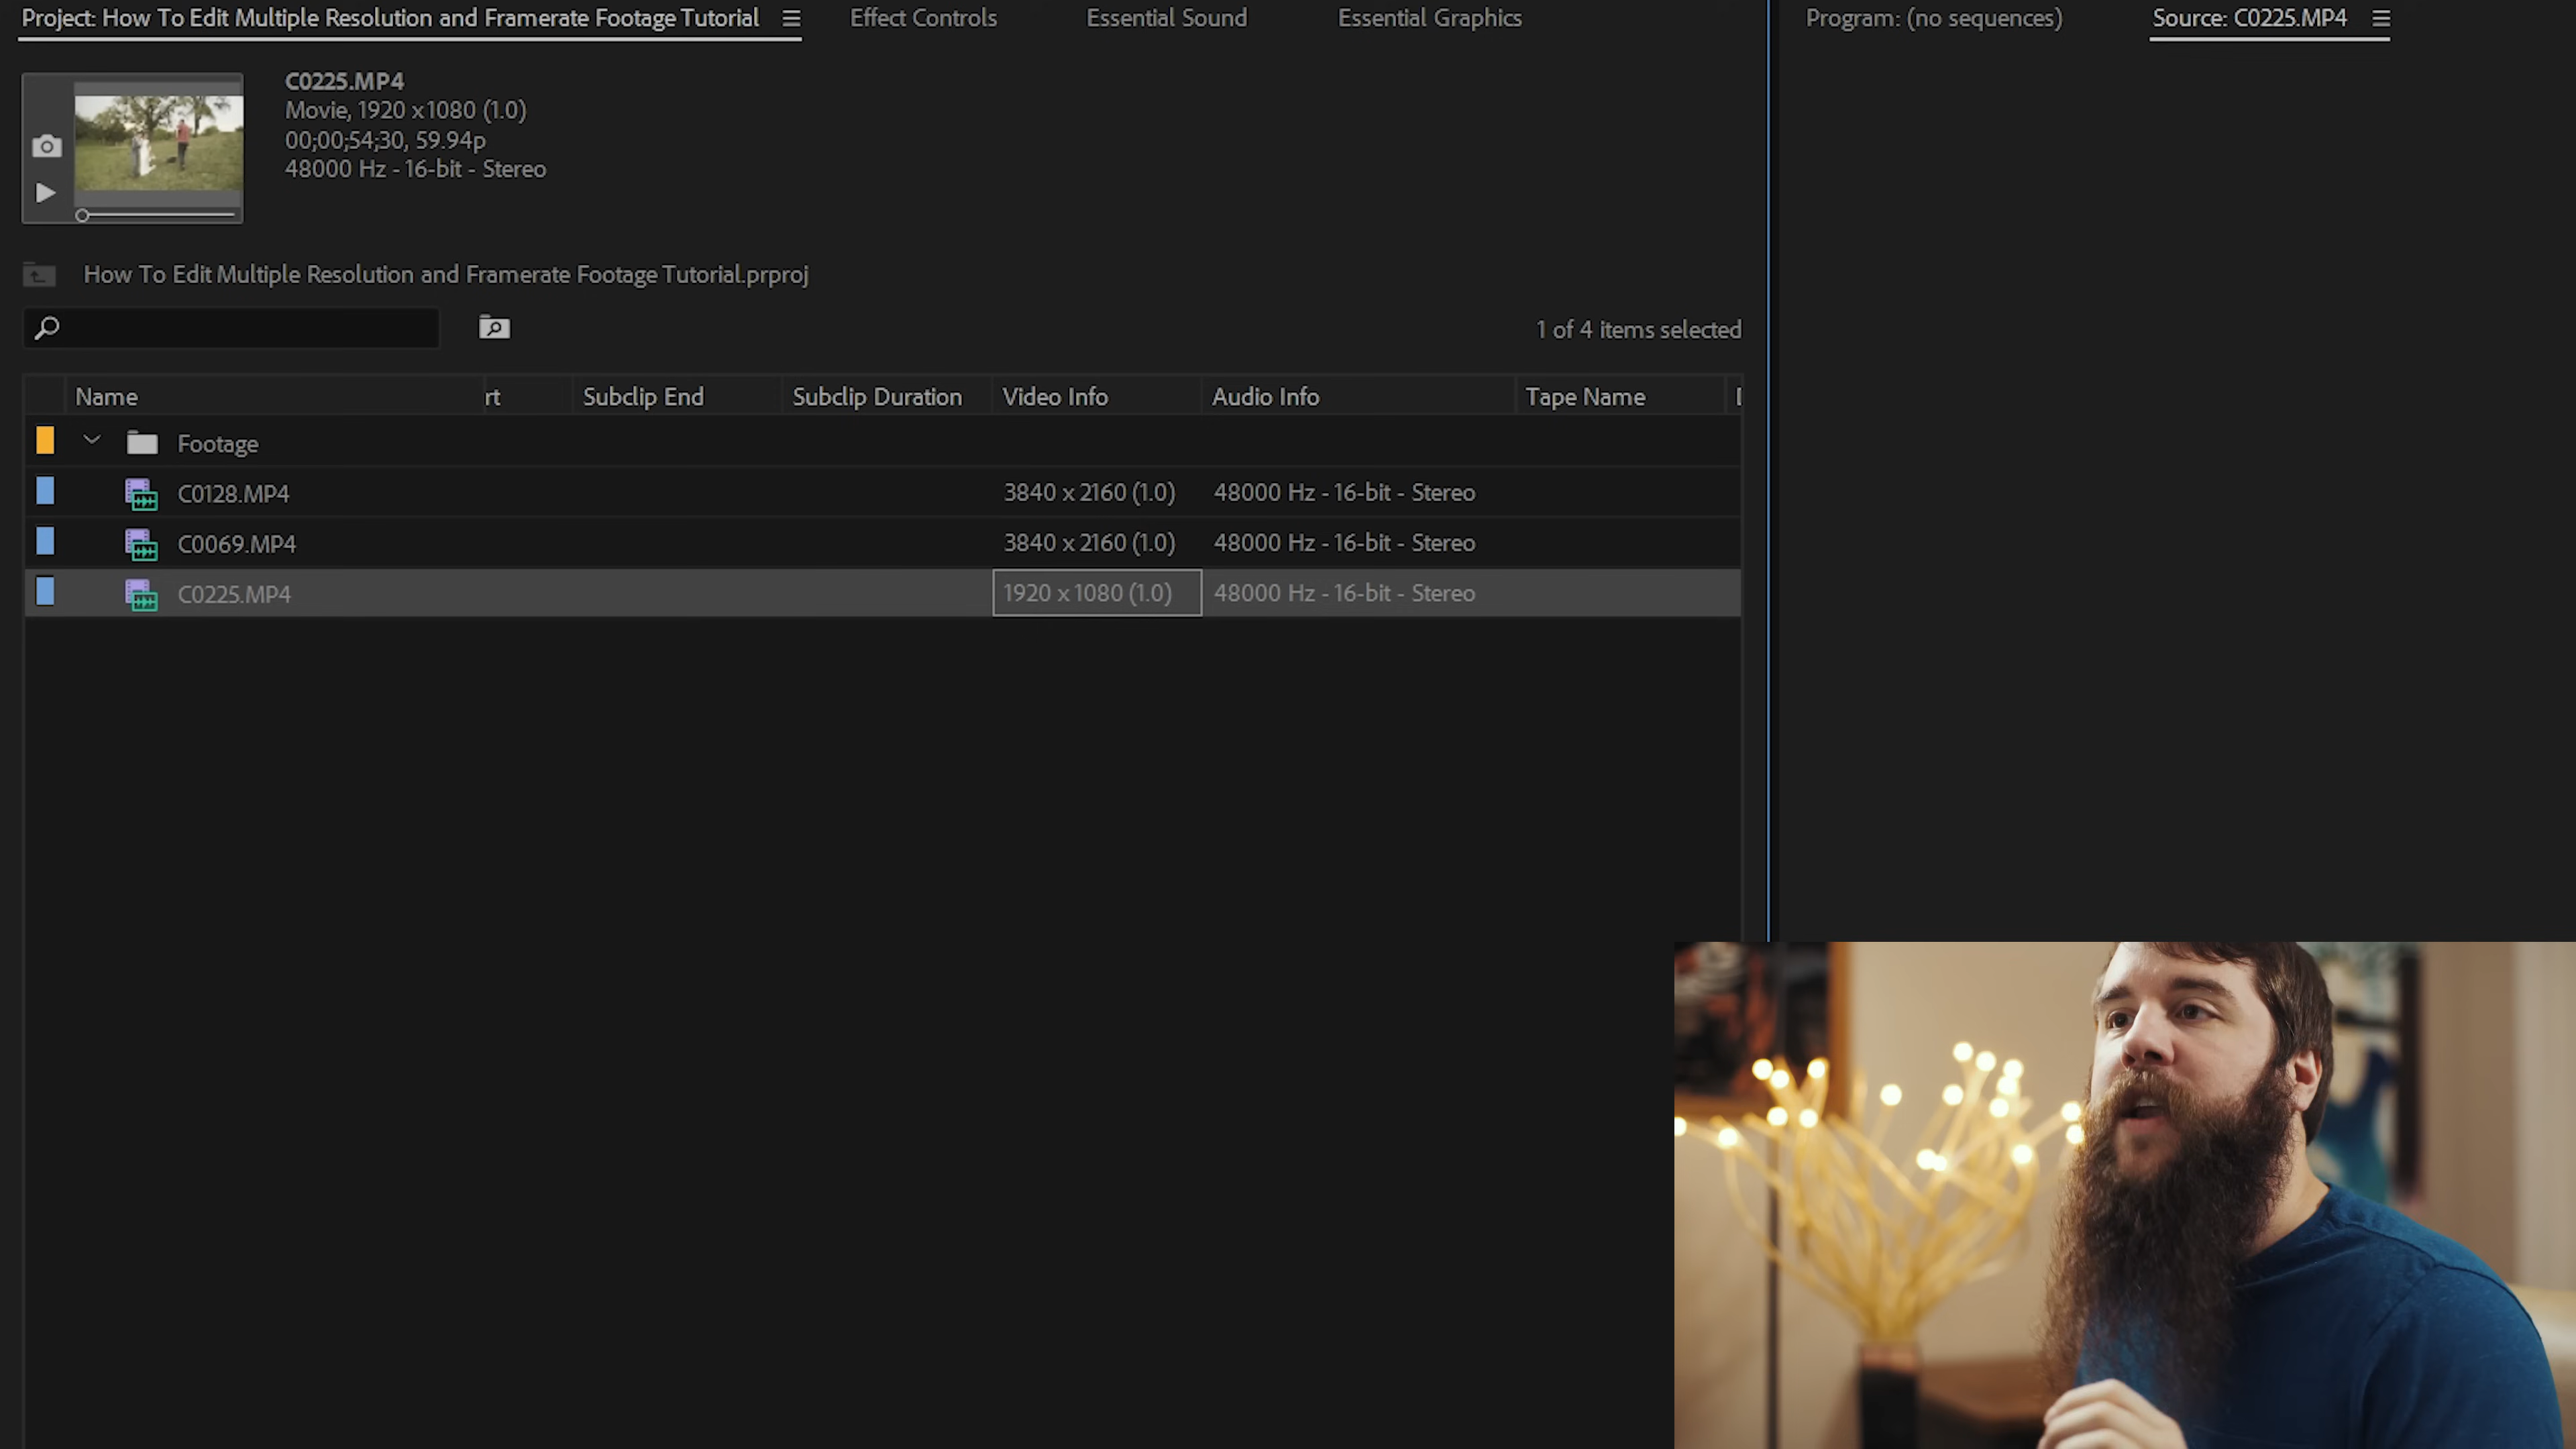 Project: How To Edit Multiple Resolution and Framerate Footage Tutorial
Effect Controls
Essential Sound
Essential Graphics
Program: (no sequences)
Source: C0225.MP4
C0225.MP4
Movie, 1920 x 1080 (1.0)
00;00;54;30, 59.94p
48000 Hz - 16-bit - Stereo
How To Edit Multiple Resolution and Framerate Footage Tutorial.prproj
1 of 4 items selected
Name rt Subclip End Subclip Duration Video Info Audio Info Tape Name
Footage
C0128.MP4 3840 x 2160 (1.0) 48000 Hz - 16-bit - Stereo
C0069.MP4 3840 x 2160 (1.0) 48000 Hz - 16-bit - Stereo
C0225.MP4 1920 x 1080 (1.0) 48000 Hz - 16-bit - Stereo